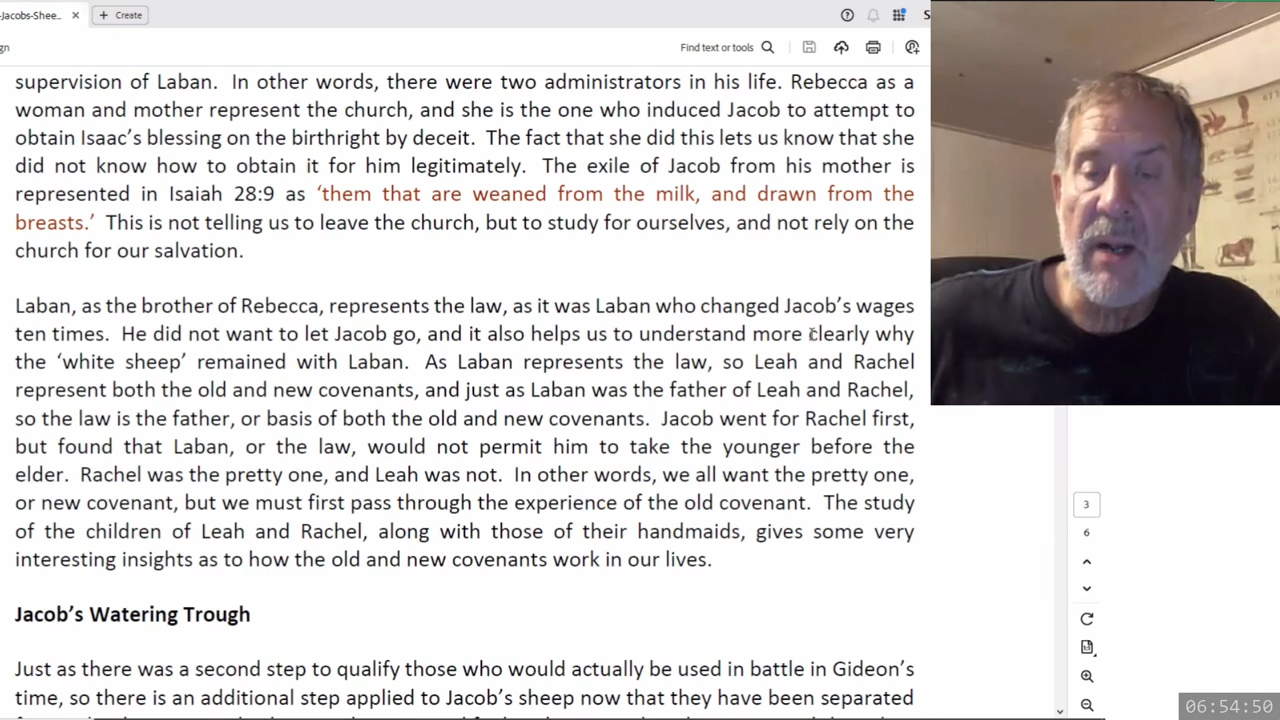 -Jacobs-Shee...
Create
gn
Find text or tools
S
supervision of Laban. In other words, there were two administrators in his life. Rebecca as a
woman and mother represent the church, and she is the one who induced Jacob to attempt to
obtain Isaac’s blessing on the birthright by deceit. The fact that she did this lets us know that she
did not know how to obtain it for him legitimately. The exile of Jacob from his mother is
represented in Isaiah 28:9 as ‘them that are weaned from the milk, and drawn from the
breasts.’ This is not telling us to leave the church, but to study for ourselves, and not rely on the
church for our salvation.
Laban, as the brother of Rebecca, represents the law, as it was Laban who changed Jacob’s wages
ten times. He did not want to let Jacob go, and it also helps us to understand more clearly why
the ‘white sheep’ remained with Laban. As Laban represents the law, so Leah and Rachel
represent both the old and new covenants, and just as Laban was the father of Leah and Rachel,
so the law is the father, or basis of both the old and new covenants. Jacob went for Rachel first,
but found that Laban, or the law, would not permit him to take the younger before the
elder. Rachel was the pretty one, and Leah was not. In other words, we all want the pretty one,
or new covenant, but we must first pass through the experience of the old covenant. The study
of the children of Leah and Rachel, along with those of their handmaids, gives some very
interesting insights as to how the old and new covenants work in our lives.
Jacob’s Watering Trough
Just as there was a second step to qualify those who would actually be used in battle in Gideon’s
time, so there is an additional step applied to Jacob’s sheep now that they have been separated
3
6
06:54:50